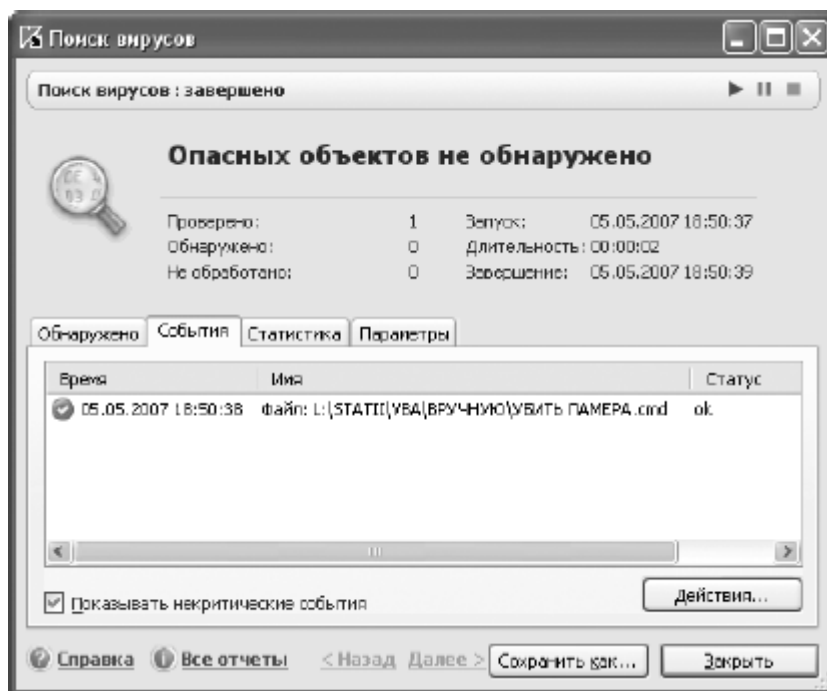 Поиск вирусов
Поиск вирусов : завершено
Опасных объектов не обнаружено
Проверено: 1 Запуск: 05.05.2007 18:50:37
Обнаружено: 0 Длительность: 00:00:02
Не обработано: 0 Завершение: 05.05.2007 18:50:39
Обнаружено События Статистика Параметры
Время Имя Статус
05.05.2007 18:50:38 Файл: L:\STATII\УВА\ВРУЧНУЮ\УБИТЬ ЛАМЕРА.cmd ok
Показывать некритические события
Действия...
Справка Все отчеты < Назад Далее > Сохранить как... Закрыть